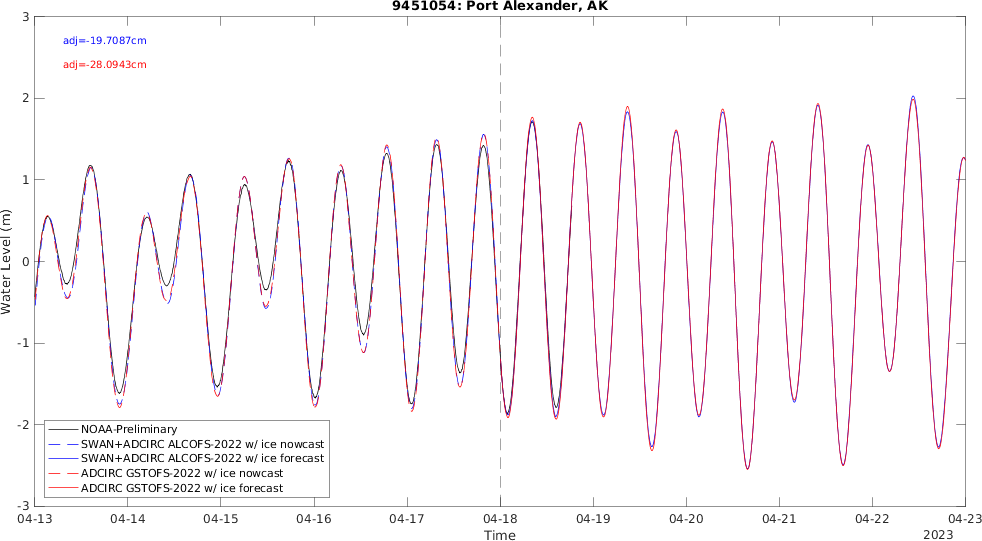 9451054: Port Alexander, AK
adj=-19.7087cm
adj=-28.0943cm
Water Level (m)
3
2
1
0
-1
-2
-3
NOAA-Preliminary
SWAN+ADCIRC ALCOFS-2022 w/ ice nowcast
SWAN+ADCIRC ALCOFS-2022 w/ ice forecast
ADCIRC GSTOFS-2022 w/ ice nowcast
ADCIRC GSTOFS-2022 w/ ice forecast
04-13 04-14 04-15 04-16 04-17 04-18 04-19 04-20 04-21 04-22 04-23
Time
2023